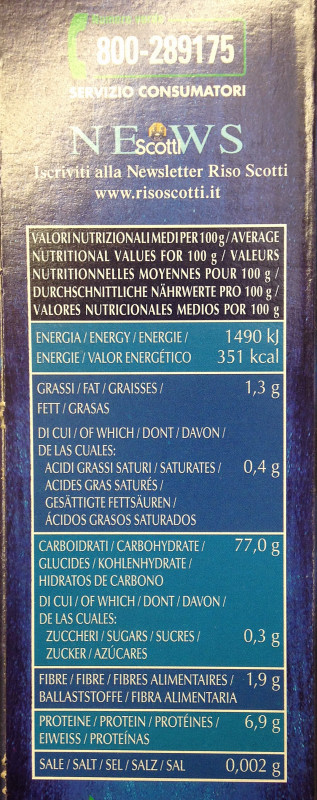 Numero Verde
800-289175
SERVIZIO CONSUMATORI
NEWS
Scotti
Iscriviti alla Newsletter Riso Scotti
www.risoscotti.it
VALORI NUTRIZIONALI MEDI PER 100 g / AVERAGE
NUTRITIONAL VALUES FOR 100 g / VALEURS
NUTRITIONNELLES MOYENNES POUR 100 g /
DURCHSCHNITTLICHE NÄHRWERTE PRO 100 g /
VALORES NUTRICIONALES MEDIOS POR 100 g
ENERGIA / ENERGY / ENERGIE / 1490 kJ
ENERGIE / VALOR ENERGÉTICO 351 kcal
GRASSI / FAT / GRAISSES / 1,3 g
FETT / GRASAS
DI CUI / OF WHICH / DONT / DAVON /
DE LAS CUALES:
ACIDI GRASSI SATURI / SATURATES / 0,4 g
ACIDES GRAS SATURÉS /
GESÄTTIGTE FETTSÄUREN /
ÁCIDOS GRASOS SATURADOS
CARBOIDRATI / CARBOHYDRATE / 77,0 g
GLUCIDES / KOHLENHYDRATE /
HIDRATOS DE CARBONO
DI CUI / OF WHICH / DONT / DAVON /
DE LAS CUALES:
ZUCCHERI / SUGARS / SUCRES / 0,3 g
ZUCKER / AZÚCARES
FIBRE / FIBRE / FIBRES ALIMENTAIRES / 1,9 g
BALLASTSTOFFE / FIBRA ALIMENTARIA
PROTEINE / PROTEIN / PROTÉINES / 6,9 g
EIWEISS / PROTEÍNAS
SALE / SALT / SEL / SALZ / SAL 0,002 g